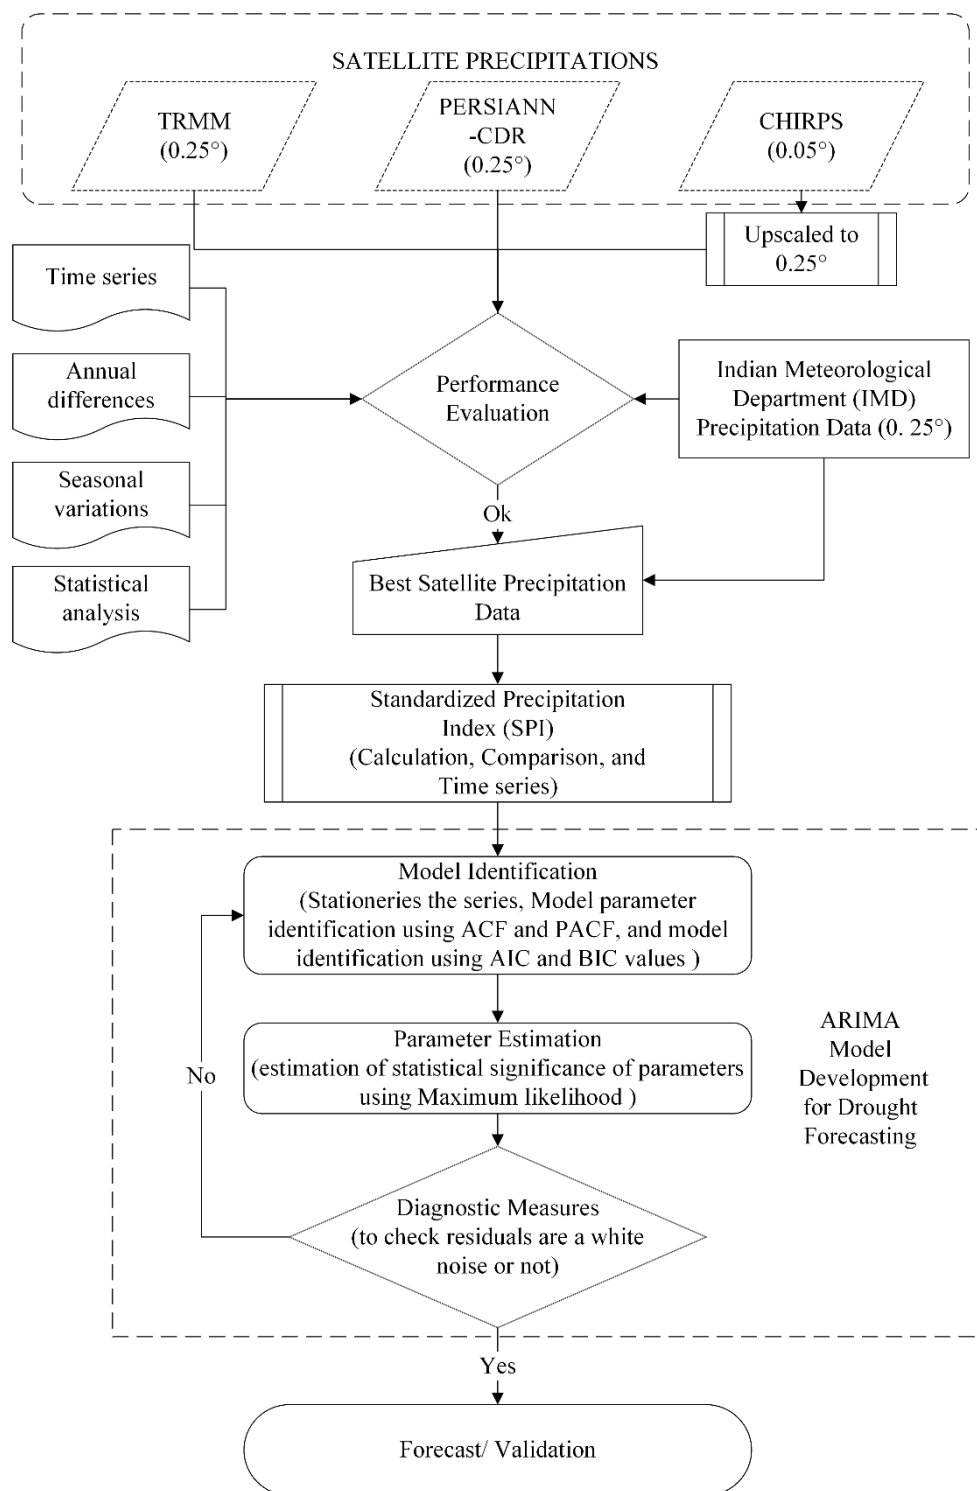 SATELLITE PRECIPITATIONS
TRMM
(0.25°)
PERSIANN
-CDR
(0.25°)
CHIRPS
(0.05°)
Upscaled to
0.25°
Time series
Annual
differences
Seasonal
variations
Statistical
analysis
Performance
Evaluation
Indian Meteorological
Department (IMD)
Precipitation Data (0. 25°)
Ok
Best Satellite Precipitation
Data
Standardized Precipitation
Index (SPI)
(Calculation, Comparison, and
Time series)
Model Identification
(Stationeries the series, Model parameter
identification using ACF and PACF, and model
identification using AIC and BIC values )
Parameter Estimation
(estimation of statistical significance of parameters
using Maximum likelihood )
No
ARIMA
Model
Development
for Drought
Forecasting
Diagnostic Measures
(to check residuals are a white
noise or not)
Yes
Forecast/ Validation